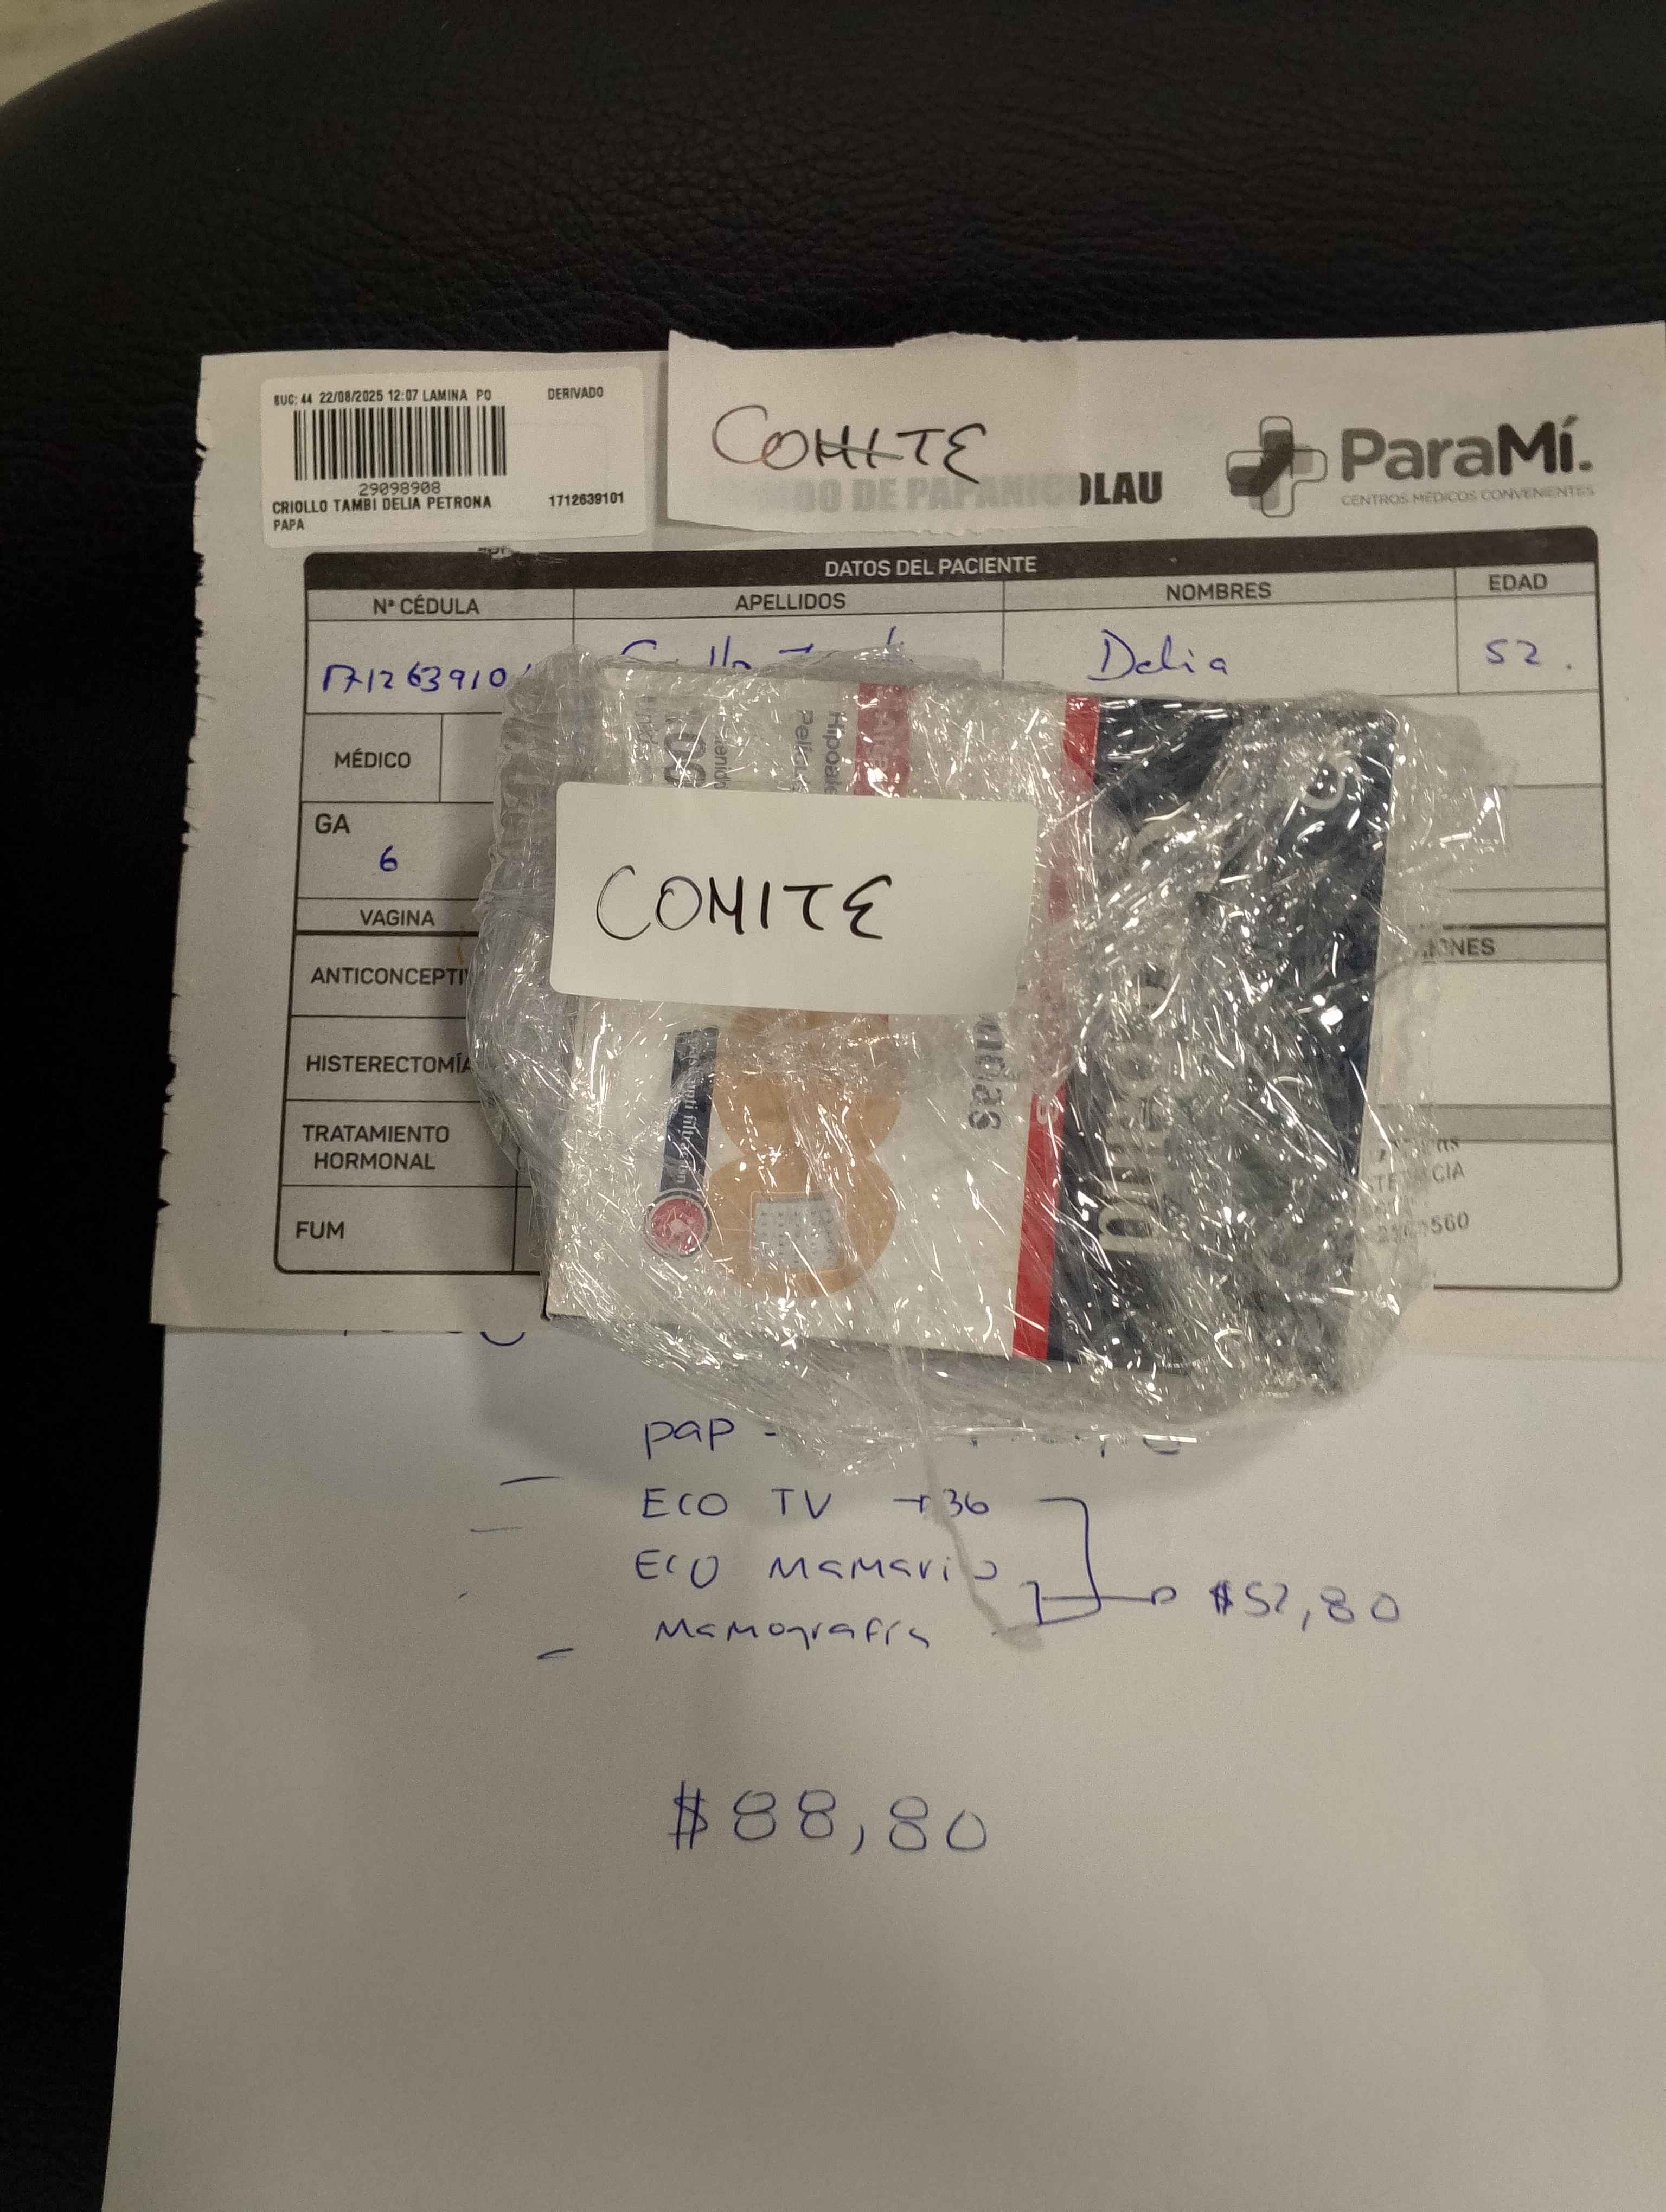 SUC: 44 22/08/2025 12:07 LAMINA PO DERIVADO
29098908
CRIOLLO TAMBI DELIA PETRONA 1712639101
PAPA
COMITE
OLAU
ParaMí.
CENTROS MÉDICOS CONVENIENTES
DATOS DEL PACIENTE
Nº CÉDULA APELLIDOS NOMBRES EDAD
171263910 Delia 52.
MÉDICO
GA
6
VAGINA
ANTICONCEPTI
HISTERECTOMÍA
TRATAMIENTO
HORMONAL
FUM
COMITE
560
pap -
ECO TV → 36
ECO MAMARIO
MAMOGRAFIA
$52,80
$88,80